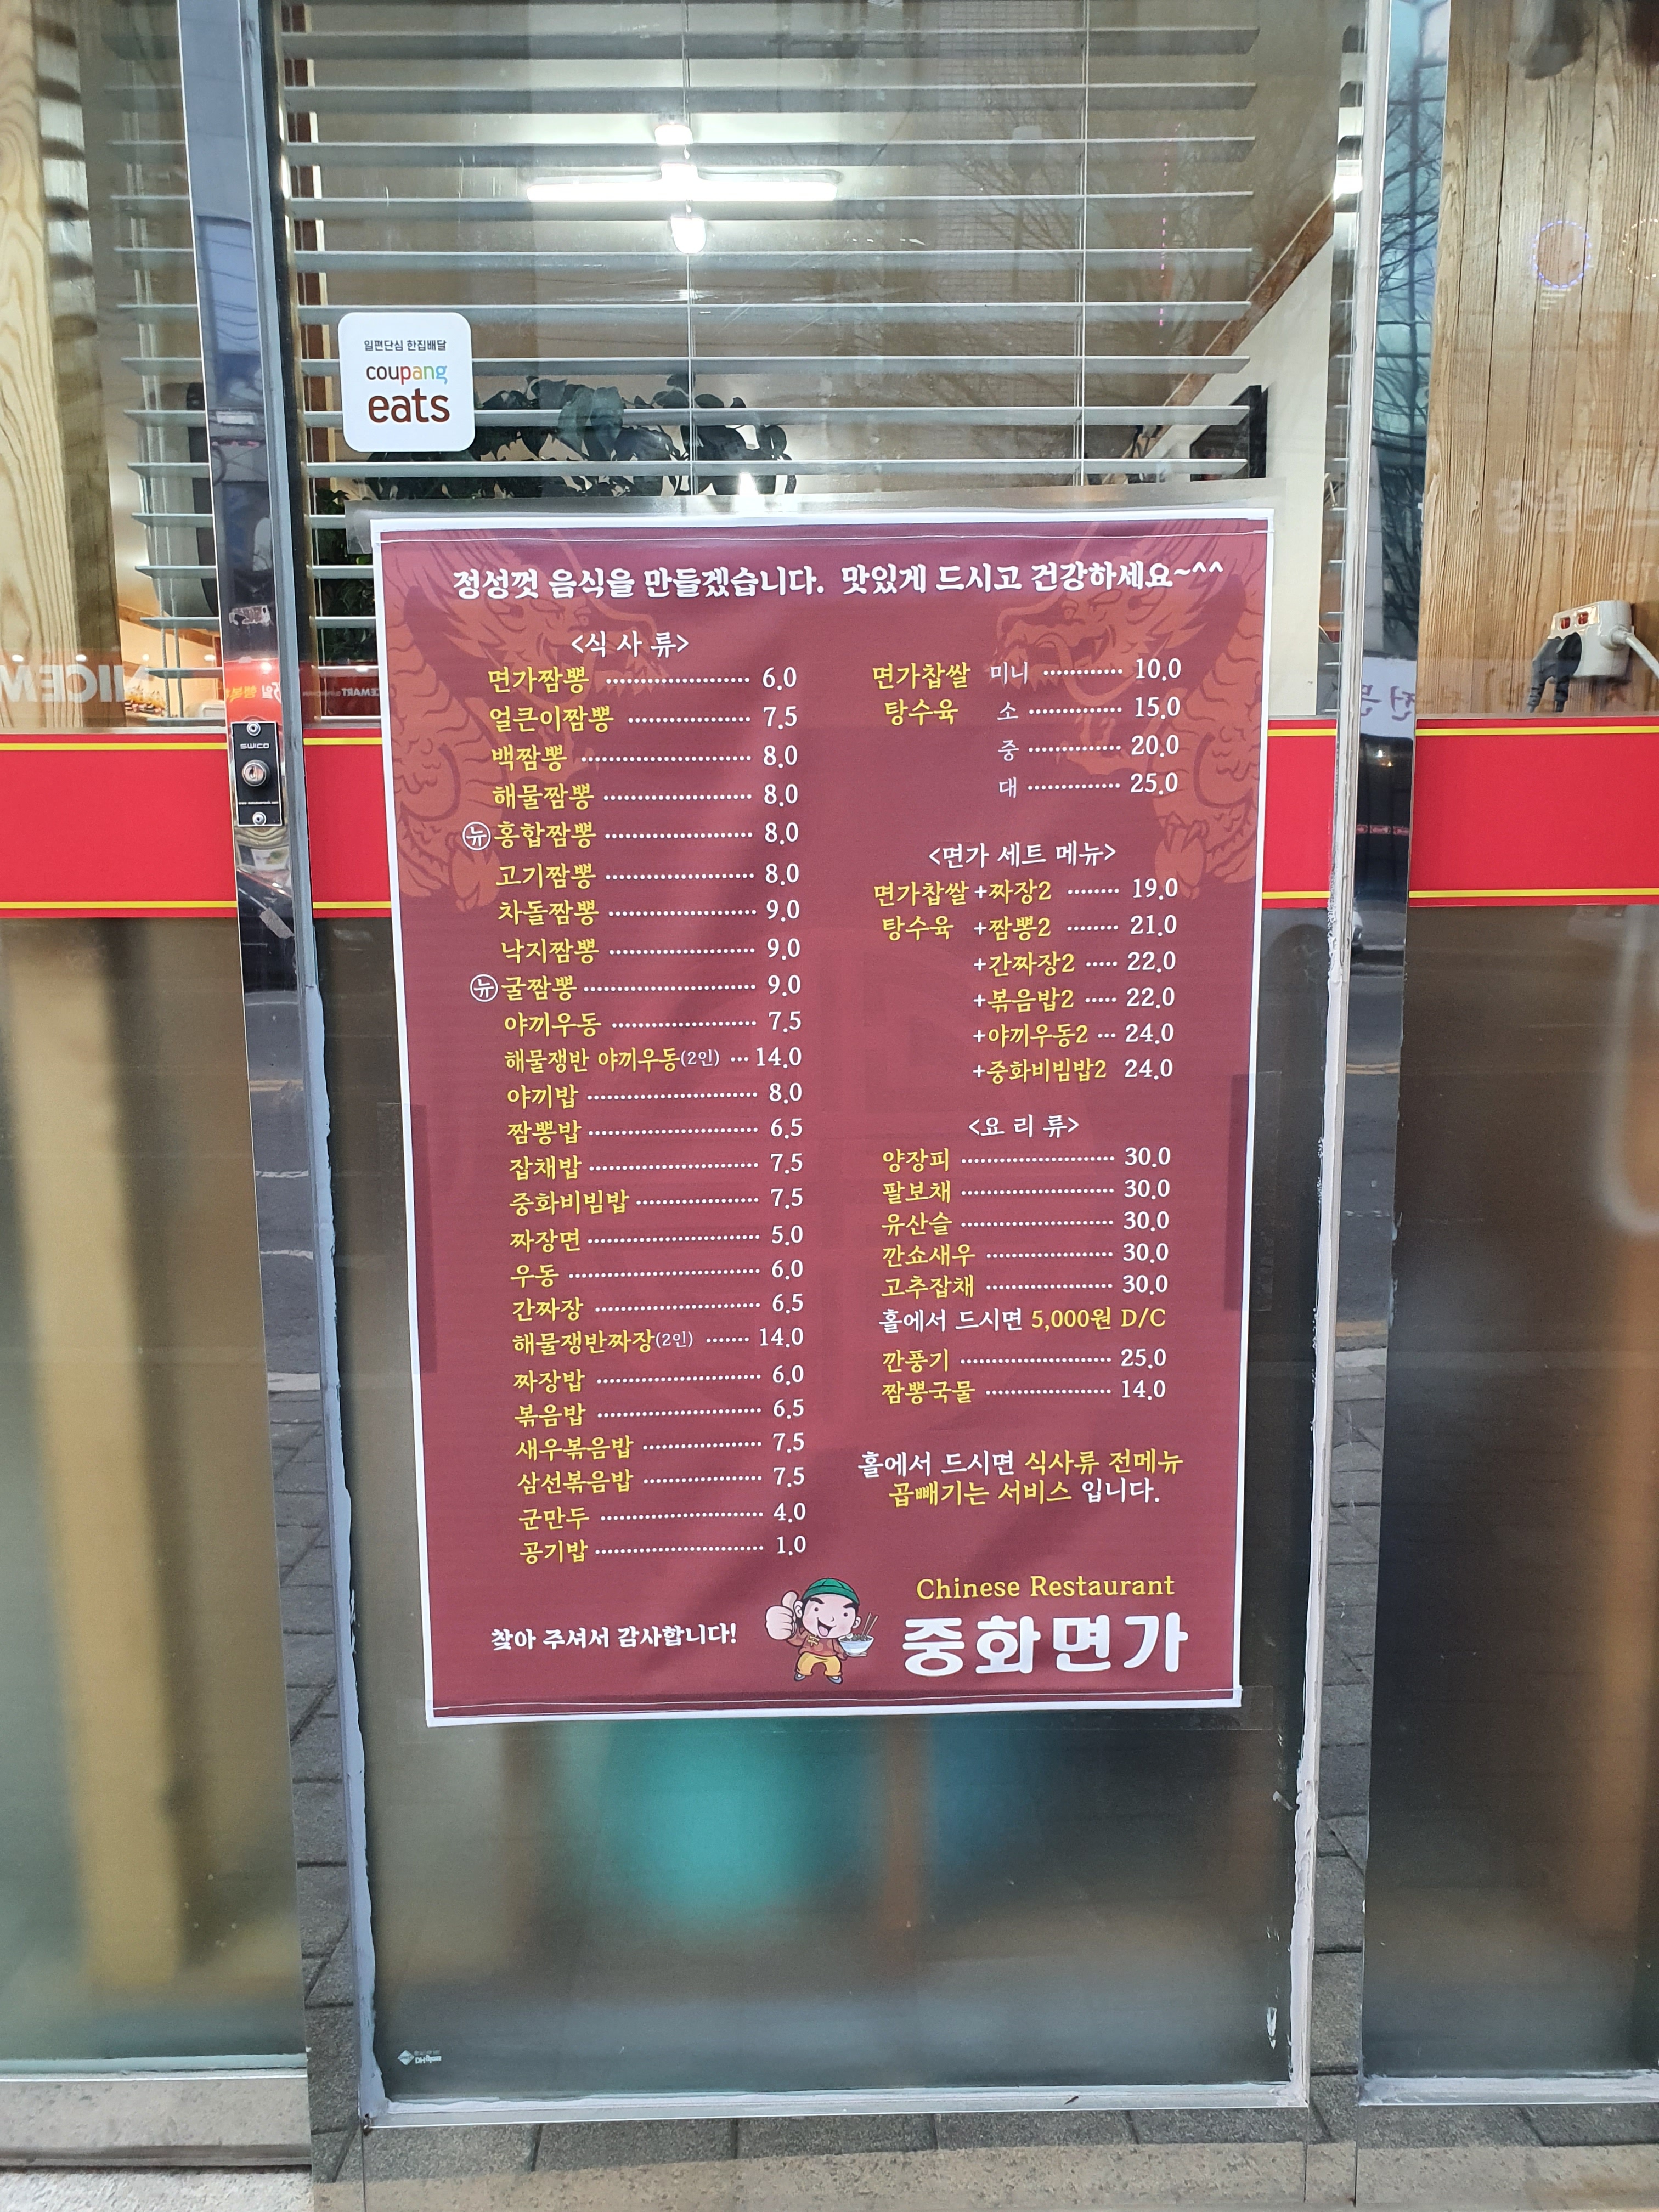 일편단심 한집배달
coupang
eats
정성껏 음식을 만들겠습니다. 맛있게 드시고 건강하세요~^^
<식 사 류>
면가짬뽕 ················ 6.0
얼큰이짬뽕 ················ 7.5
백짬뽕 ················ 8.0
해물짬뽕 ················ 8.0
뉴 홍합짬뽕 ················ 8.0
고기짬뽕 ················ 8.0
차돌짬뽕 ················ 9.0
낙지짬뽕 ················ 9.0
뉴 굴짬뽕 ················ 9.0
야끼우동 ················ 7.5
해물쟁반 야끼우동(2인) ··· 14.0
야끼밥 ················ 8.0
짬뽕밥 ················ 6.5
잡채밥 ················ 7.5
중화비빔밥 ················ 7.5
짜장면 ················ 5.0
우동 ················ 6.0
간짜장 ················ 6.5
해물쟁반짜장(2인) ······· 14.0
짜장밥 ················ 6.0
볶음밥 ················ 6.5
새우볶음밥 ················ 7.5
삼선볶음밥 ················ 7.5
군만두 ················ 4.0
공기밥 ················ 1.0
면가찹쌀 미니 ············ 10.0
탕수육 소 ············ 15.0
중 ············ 20.0
대 ············ 25.0
<면가 세트 메뉴>
면가찹쌀 +짜장2 ········ 19.0
탕수육 +짬뽕2 ········ 21.0
+간짜장2 ····· 22.0
+볶음밥2 ····· 22.0
+야끼우동2 ··· 24.0
+중화비빔밥2 24.0
<요 리 류>
양장피 ················ 30.0
팔보채 ················ 30.0
유산슬 ················ 30.0
깐쇼새우 ················ 30.0
고추잡채 ················ 30.0
홀에서 드시면 5,000원 D/C
깐풍기 ················ 25.0
짬뽕국물 ················ 14.0
홀에서 드시면 식사류 전메뉴
곱빼기는 서비스 입니다.
Chinese Restaurant
찾아 주셔서 감사합니다!
중화면가
SWICO